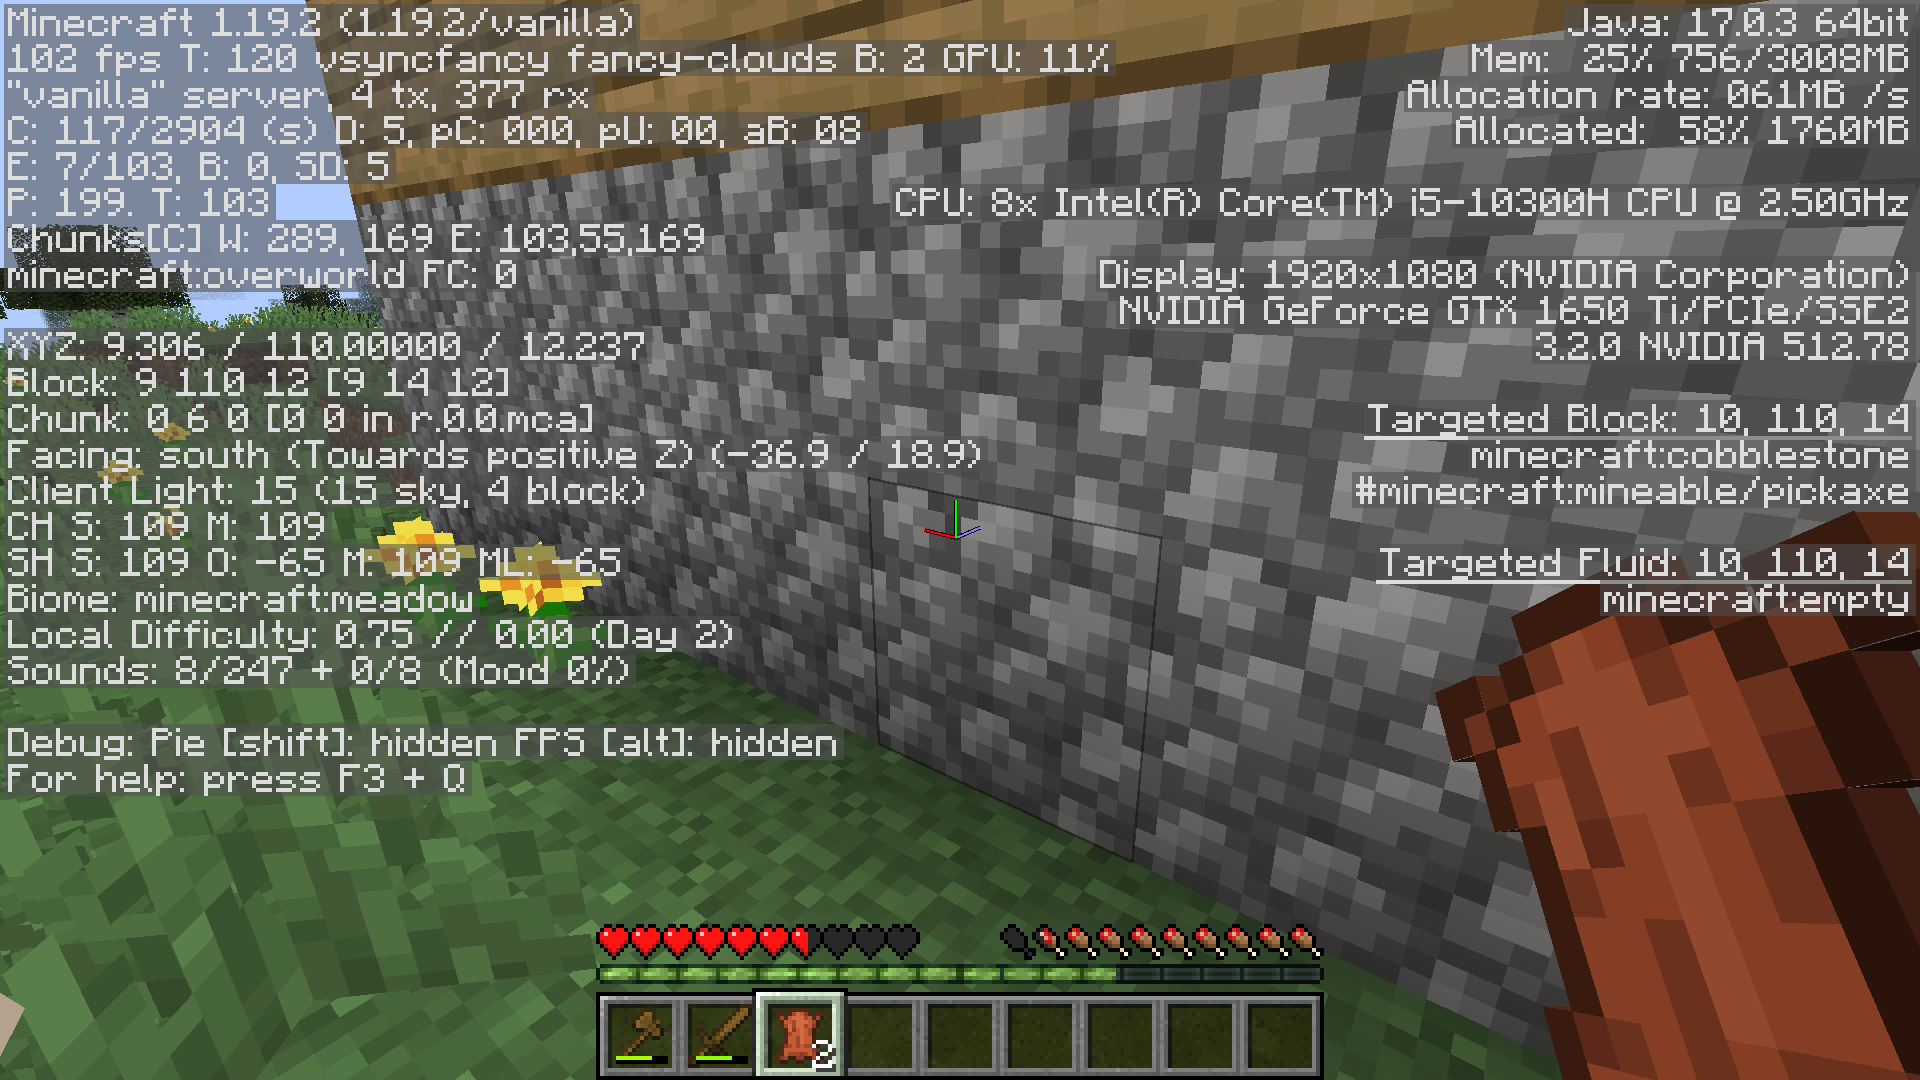 Minecraft 1.19.2 (1.19.2/vanilla)
102 fps T: 120 vsyncfancy fancy-clouds B: 2 GPU: 11%
"vanilla" server, 4 tx, 377 rx
C: 117/2904 (s) D: 5, pC: 000, pU: 00, aB: 08
E: 7/103, B: 0, SD: 5
P: 199. T: 103
Chunks[C] W: 289, 169 E: 103,55,169
minecraft:overworld FC: 0
XYZ: 9.306 / 110.00000 / 12.237
Block: 9 110 12 [9 14 12]
Chunk: 0 6 0 [0 0 in r.0.0.mca]
Facing: south (Towards positive Z) (-36.9 / 18.9)
Client Light: 15 (15 sky, 4 block)
CH S: 109 M: 109
SH S: 109 O: -65 M: 109 ML: -65
Biome: minecraft:meadow
Local Difficulty: 0.75 // 0.00 (Day 2)
Sounds: 8/247 + 0/8 (Mood 0%)
Debug: Pie [shift]: hidden FPS [alt]: hidden
For help: press F3 + Q
Java: 17.0.3 64bit
Mem: 25% 756/3008MB
Allocation rate: 061MB /s
Allocated: 58% 1760MB
CPU: 8x Intel(R) Core(TM) i5-10300H CPU @ 2.50GHz
Display: 1920x1080 (NVIDIA Corporation)
NVIDIA GeForce GTX 1650 Ti/PCIe/SSE2
3.2.0 NVIDIA 512.78
Targeted Block: 10, 110, 14
minecraft:cobblestone
#minecraft:mineable/pickaxe
Targeted Fluid: 10, 110, 14
minecraft:empty